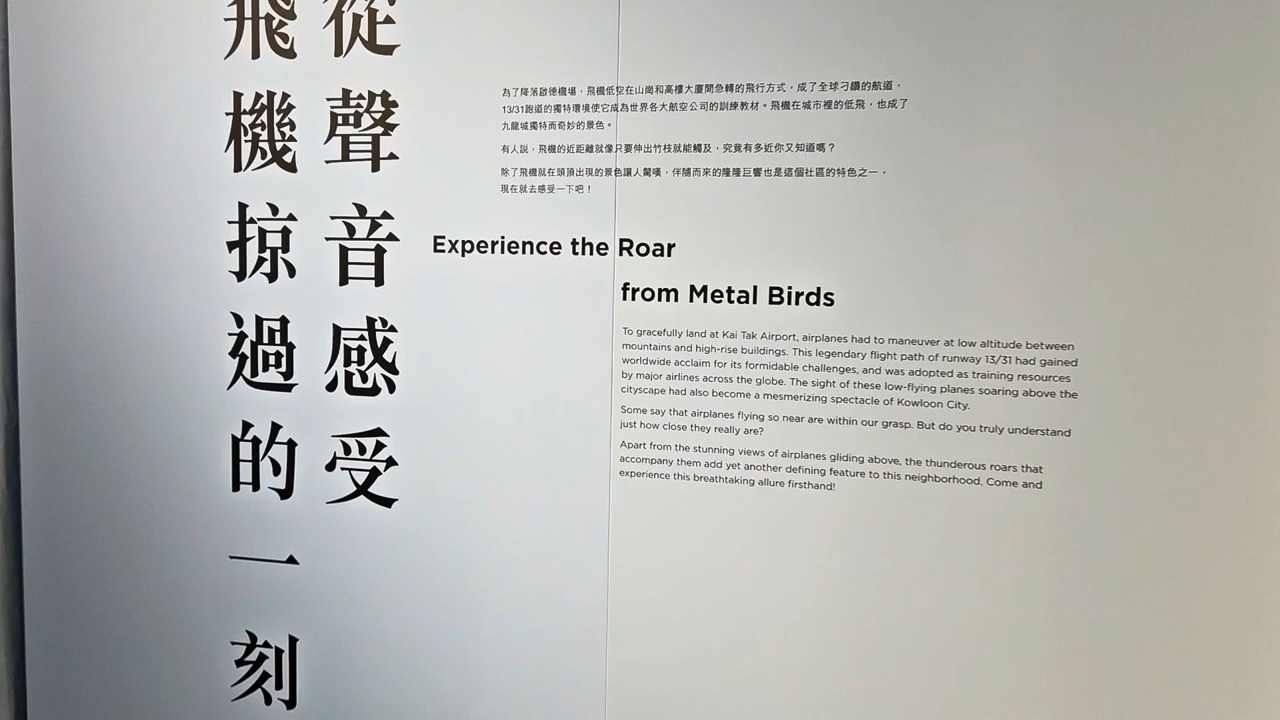 從聲音感受
飛機掠過的一刻
為了降落啟德機場，飛機低空在山崗和高樓大廈間急轉的飛行方式，成了全球刁鑽的航道，
13/31跑道的獨特環境使它成為世界各大航空公司的訓練教材。飛機在城市裡的低飛，也成了
九龍城獨特而奇妙的景色。
有人說，飛機的近距離就像只要伸出竹枝就能觸及，究竟有多近你又知道嗎？
除了飛機就在頭頂出現的景色讓人驚嘆，伴隨而來的隆隆巨響也是這個社區的特色之一，
現在就去感受一下吧！
Experience the Roar
from Metal Birds
To gracefully land at Kai Tak Airport, airplanes had to maneuver at low altitude between
mountains and high-rise buildings. This legendary flight path of runway 13/31 had gained
worldwide acclaim for its formidable challenges, and was adopted as training resources
by major airlines across the globe. The sight of these low-flying planes soaring above the
cityscape had also become a mesmerizing spectacle of Kowloon City.
Some say that airplanes flying so near are within our grasp. But do you truly understand
just how close they really are?
Apart from the stunning views of airplanes gliding above, the thunderous roars that
accompany them add yet another defining feature to this neighborhood. Come and
experience this breathtaking allure firsthand!